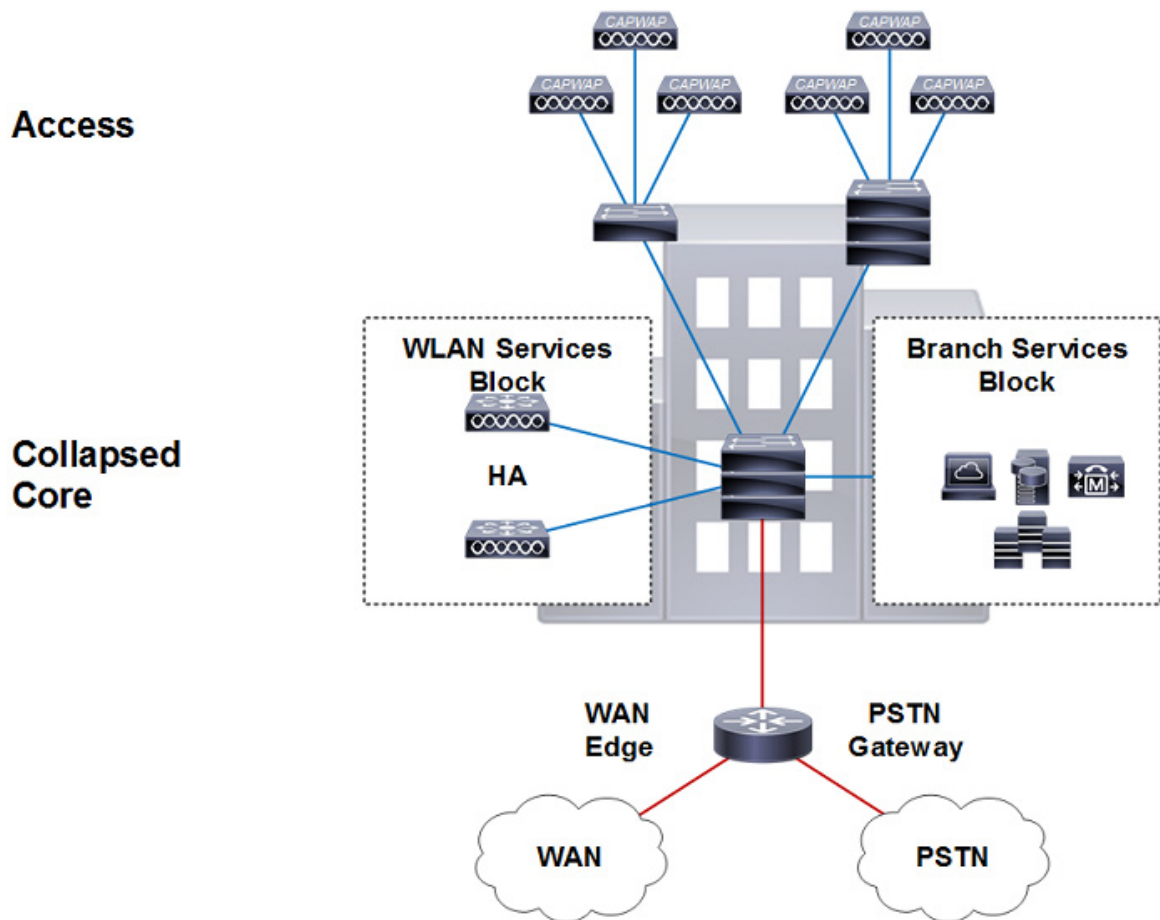 CAPWAP
CAPWAP
CAPWAP
CAPWAP
CAPWAP
CAPWAP
Access
WLAN Services
Block
HA
Branch Services
Block
M
Collapsed
Core
WAN
Edge
PSTN
Gateway
WAN
PSTN